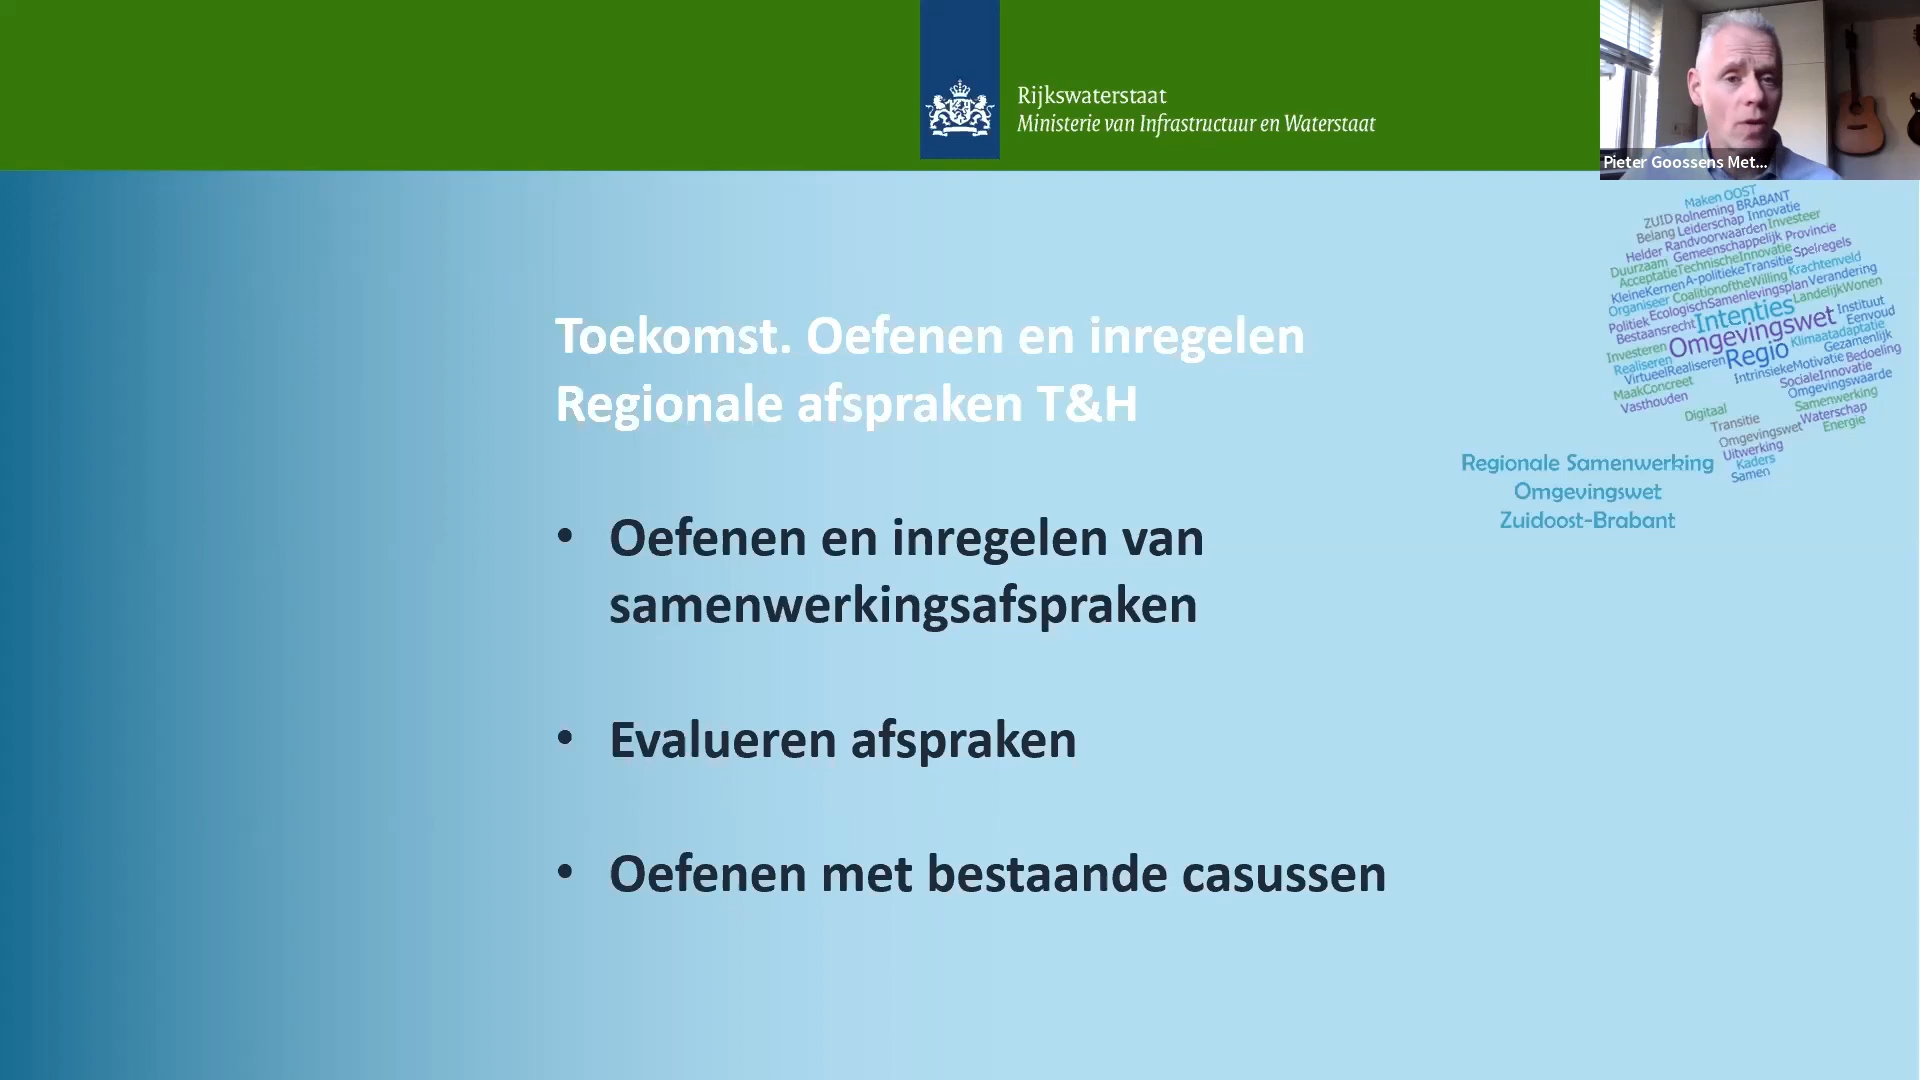 Rijkswaterstaat
Ministerie van Infrastructuur en Waterstaat
Pieter Goossens Met...
Toekomst. Oefenen en inregelen
Regionale afspraken T&H
• Oefenen en inregelen van
samenwerkingsafspraken
• Evalueren afspraken
• Oefenen met bestaande casussen
Maken OOST
ZUID Rolneming BRABANT
Belang Leiderschap Innovatie
Helder Randvoorwaarden Investeer
Duurzaam Gemeenschappelijk Provincie
Acceptatie TechnischeInnovatie Spelregels
KleineKernen A-politiekeTransitie Krachtenveld
Organiseer CoalitionoftheWilling Verandering
Politiek EcologischSamenlevingsplan LandelijkWonen
Bestaansrecht Intenties Instituut
Omgevingswet Eenvoud
Investeren Regio Klimaatadaptatie
Realiseren Gezamenlijk
VirtueelRealiseren IntrinsiekeMotivatie Bedoeling
MaakConcreet SocialeInnovatie
Vasthouden Omgevingswaarde
Digitaal Samenwerking
Transitie Waterschap
Omgevingswet Energie
Uitwerking
Kaders
Samen
Regionale Samenwerking
Omgevingswet
Zuidoost-Brabant